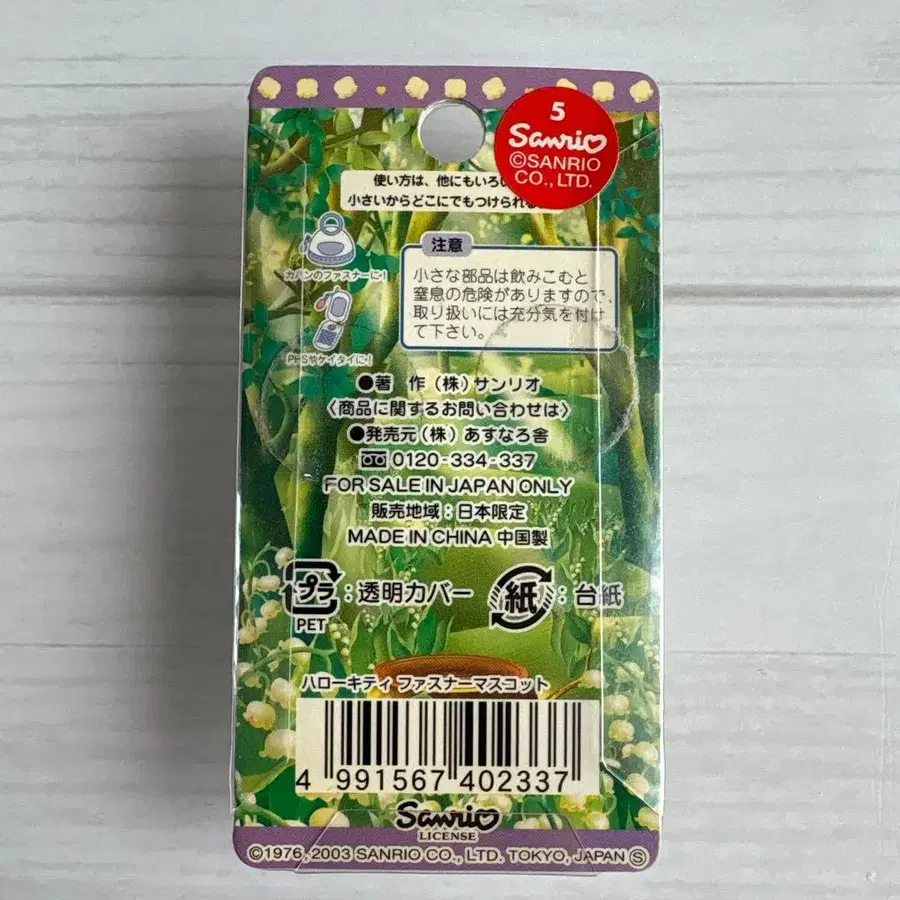 5
Sanrio
©SANRIO
CO., LTD.
使い方は、他にもいろい
小さいからどこにでもつけられる
カバンのファスナーに!
PHSやケイタイに!
注意
小さな部品は飲みこむと
窒息の危険がありますので、
取り扱いには充分気を付け
て下さい。
●著 作(株)サンリオ
〈商品に関するお問い合わせは〉
●発売元(株)あすなろ舎
0120-334-337
FOR SALE IN JAPAN ONLY
販売地域:日本限定
MADE IN CHINA 中国製
プラ:透明カバー
PET
紙:台紙
ハローキティ ファスナーマスコット
4 991567 402337
Sanrio
LICENSE
©1976, 2003 SANRIO CO., LTD. TOKYO, JAPAN Ⓢ